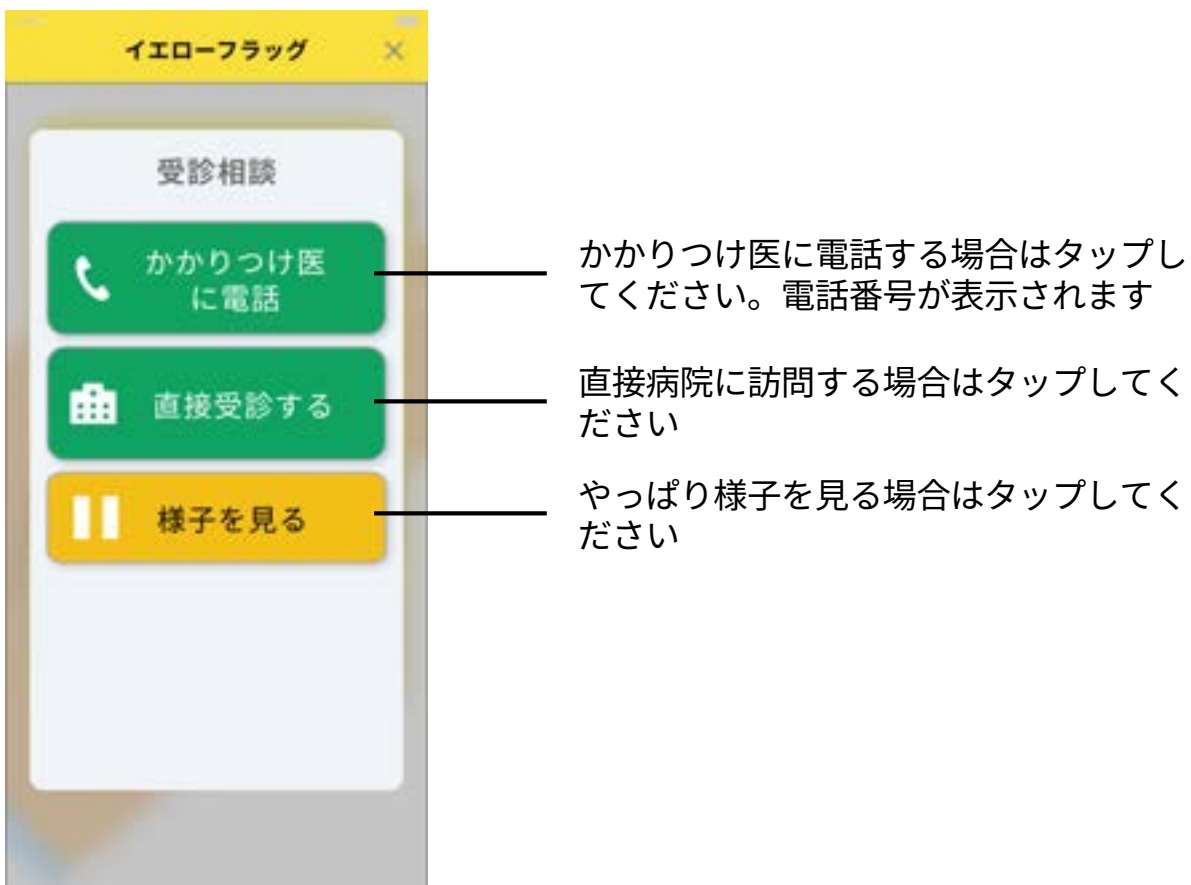 イエローフラッグ
受診相談
かかりつけ医
に電話
直接受診する
様子を見る
かかりつけ医に電話する場合はタップし
てください。電話番号が表示されます
直接病院に訪問する場合はタップしてく
ださい
やっぱり様子を見る場合はタップしてく
ださい